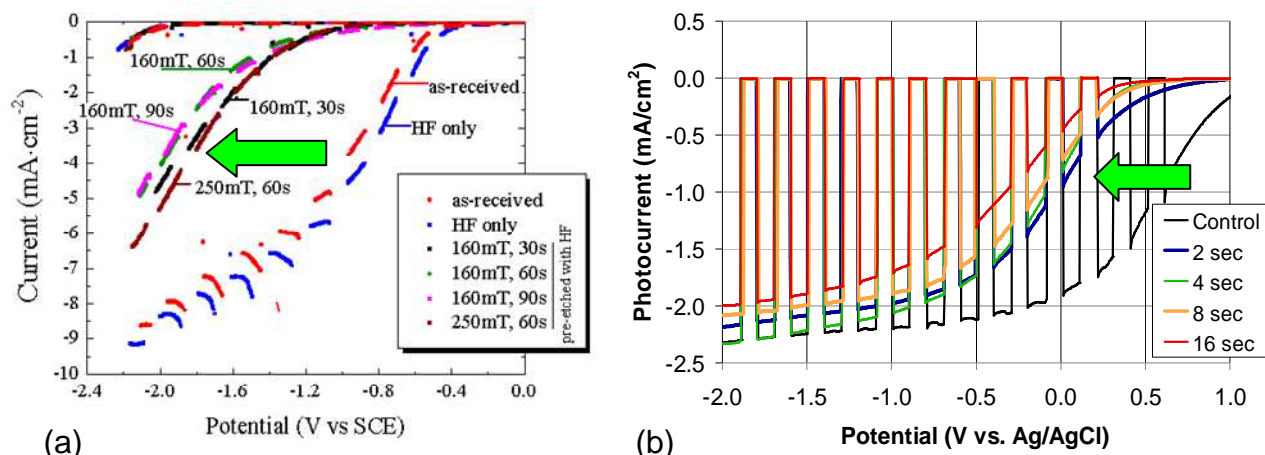 0
-1
-2
-3
-4
-5
-6
-7
-8
-9
-10
Current (mA·cm⁻²)
160mT, 60s
160mT, 90s
160mT, 30s
250mT, 60s
as-received
HF only
as-received
HF only
160mT, 30s
160mT, 60s
160mT, 90s
250mT, 60s
pre-etched with HF
-2.4 -2.0 -1.6 -1.2 -0.8 -0.4 0.0
Potential (V vs SCE)
(a)
0.5
0.0
-0.5
-1.0
-1.5
-2.0
-2.5
Photocurrent (mA/cm²)
Control
2 sec
4 sec
8 sec
16 sec
-2.0 -1.5 -1.0 -0.5 0.0 0.5 1.0
Potential (V vs. Ag/AgCl)
(b)